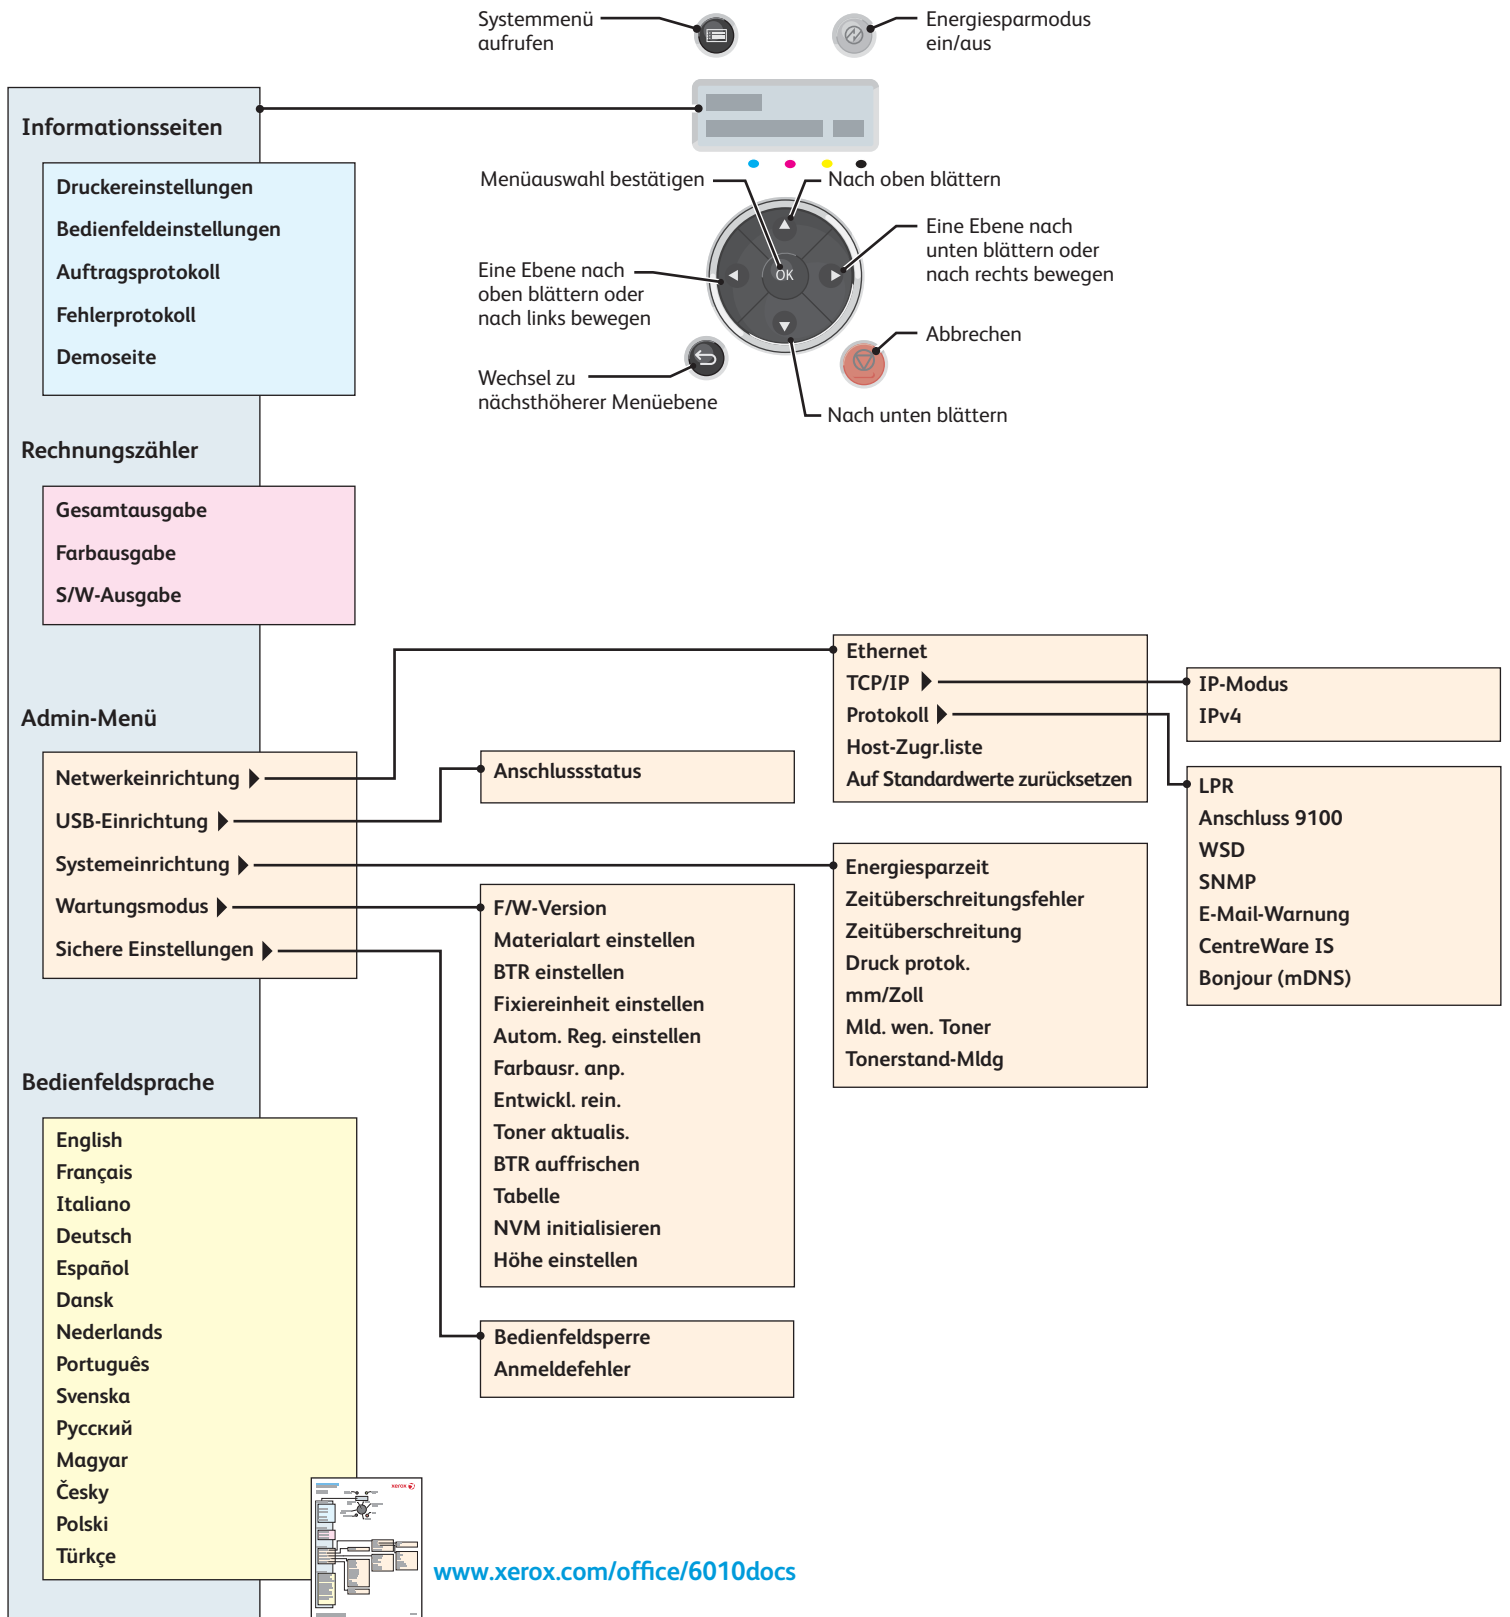 Systemmenü
aufrufen
Energiesparmodus
ein/aus
Menüauswahl bestätigen
Nach oben blättern
Eine Ebene nach
unten blättern oder
nach rechts bewegen
Eine Ebene nach
oben blättern oder
nach links bewegen
OK
Abbrechen
Wechsel zu
nächsthöherer Menüebene
Nach unten blättern
Informationsseiten
Druckereinstellungen
Bedienfeldeinstellungen
Auftragsprotokoll
Fehlerprotokoll
Demoseite
Rechnungszähler
Gesamtausgabe
Farbausgabe
S/W-Ausgabe
Admin-Menü
Netwerkeinrichtung
USB-Einrichtung
Systemeinrichtung
Wartungsmodus
Sichere Einstellungen
Anschlussstatus
F/W-Version
Materialart einstellen
BTR einstellen
Fixiereinheit einstellen
Autom. Reg. einstellen
Farbausr. anp.
Entwickl. rein.
Toner aktualis.
BTR auffrischen
Tabelle
NVM initialisieren
Höhe einstellen
Bedienfeldsperre
Anmeldefehler
Ethernet
TCP/IP
Protokoll
Host-Zugr.liste
Auf Standardwerte zurücksetzen
Energiesparzeit
Zeitüberschreitungsfehler
Zeitüberschreitung
Druck protok.
mm/Zoll
Mld. wen. Toner
Tonerstand-Mldg
IP-Modus
IPv4
LPR
Anschluss 9100
WSD
SNMP
E-Mail-Warnung
CentreWare IS
Bonjour (mDNS)
Bedienfeldsprache
English
Français
Italiano
Deutsch
Español
Dansk
Nederlands
Português
Svenska
Русский
Magyar
Česky
Polski
Türkçe
xerox
www.xerox.com/office/6010docs